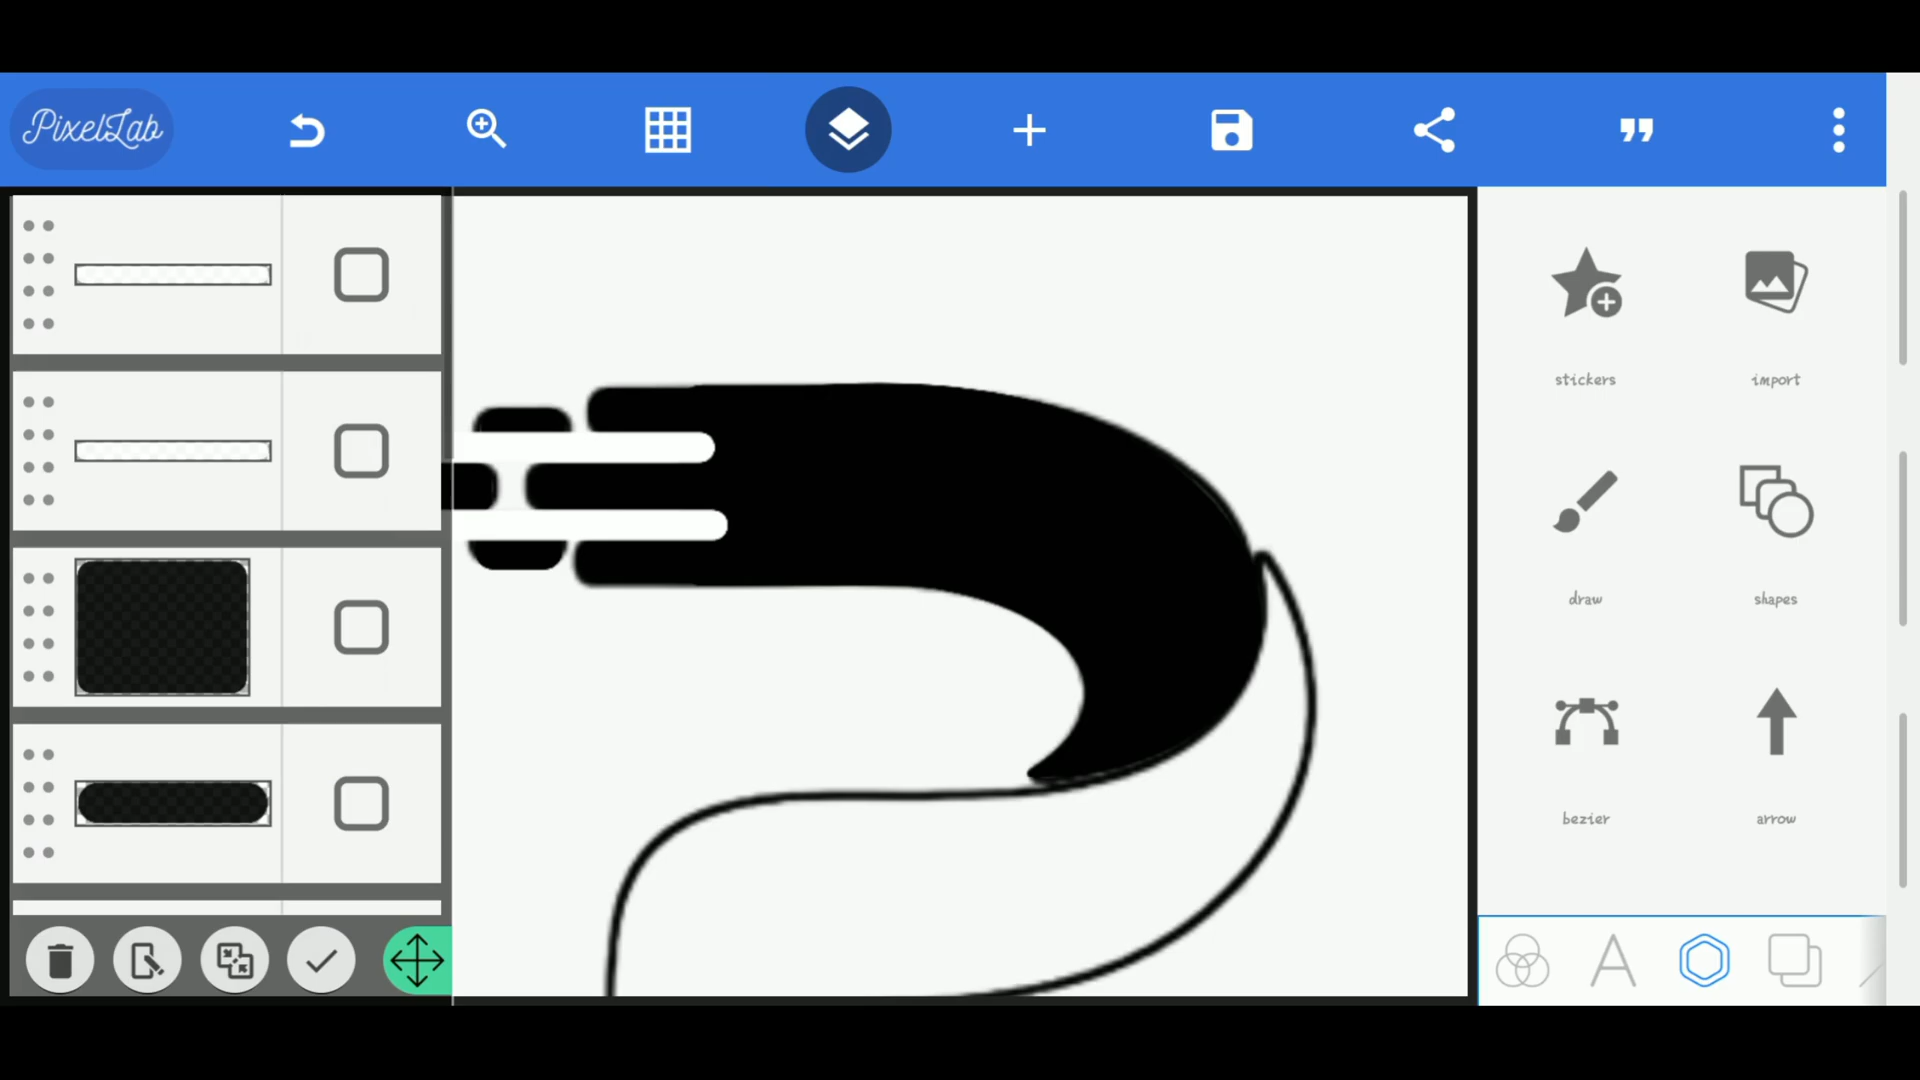 PixelLab
stickers
import
draw
shapes
bezier
arrow